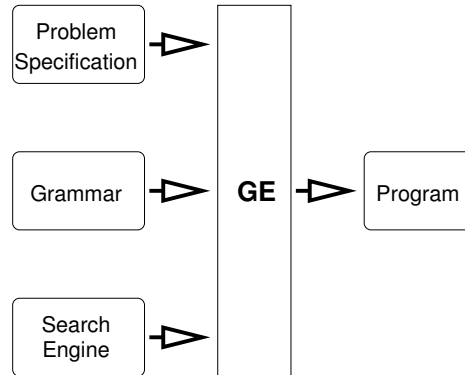 Problem
Specification
Grammar
GE
Program
Search
Engine